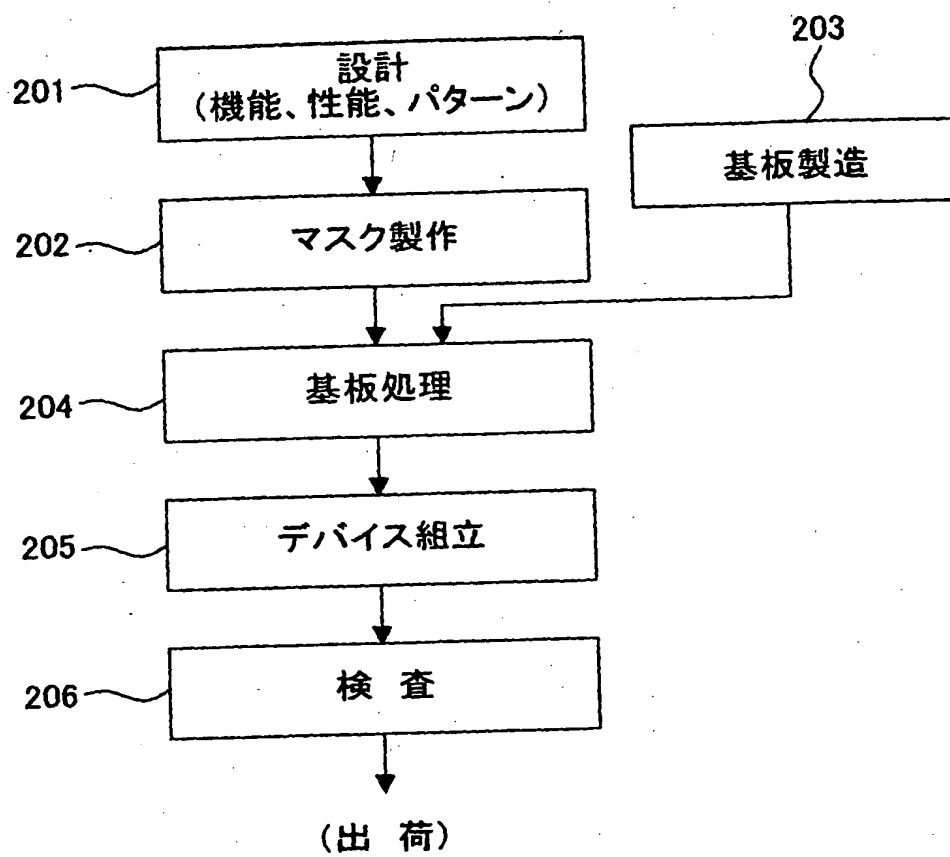 203
201
設計
(機能、性能、パターン)
基板製造
202
マスク製作
204
基板処理
205
デバイス組立
206
検 査
(出 荷)